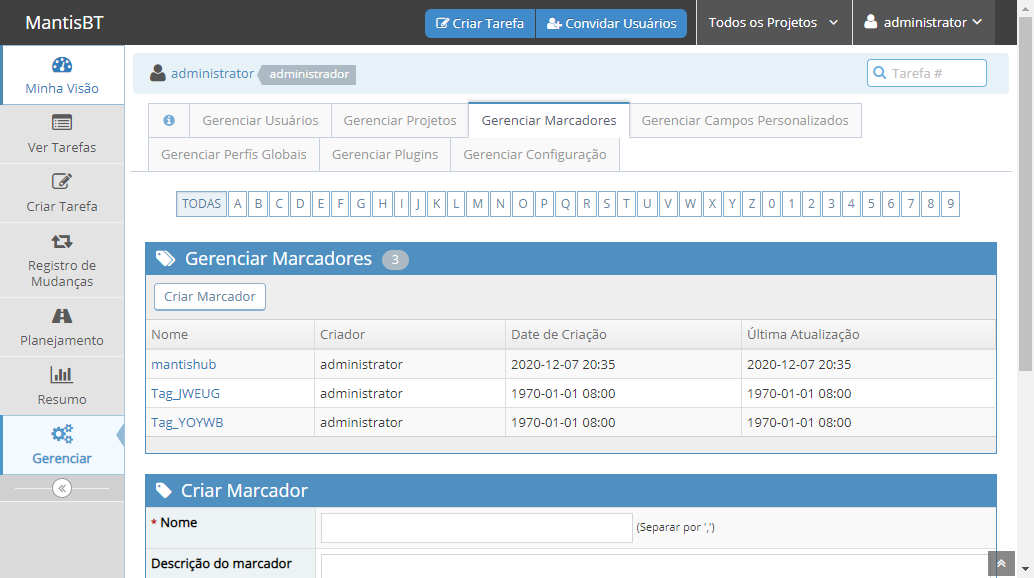 MantisBT
Criar Tarefa
Convidar Usuários
Todos os Projetos
administrator
Minha Visão
Ver Tarefas
Criar Tarefa
Registro de
Mudanças
Planejamento
Resumo
Gerenciar
administrator administrador
Tarefa #
Gerenciar Usuários
Gerenciar Projetos
Gerenciar Marcadores
Gerenciar Campos Personalizados
Gerenciar Perfís Globais
Gerenciar Plugins
Gerenciar Configuração
TODAS A B C D E F G H I J K L M N O P Q R S T U V W X Y Z 0 1 2 3 4 5 6 7 8 9
Gerenciar Marcadores 3
Criar Marcador
Nome Criador Date de Criação Última Atualização
mantishub administrator 2020-12-07 20:35 2020-12-07 20:35
Tag_JWEUG administrator 1970-01-01 08:00 1970-01-01 08:00
Tag_YOYWB administrator 1970-01-01 08:00 1970-01-01 08:00
Criar Marcador
* Nome (Separar por ',')
Descrição do marcador